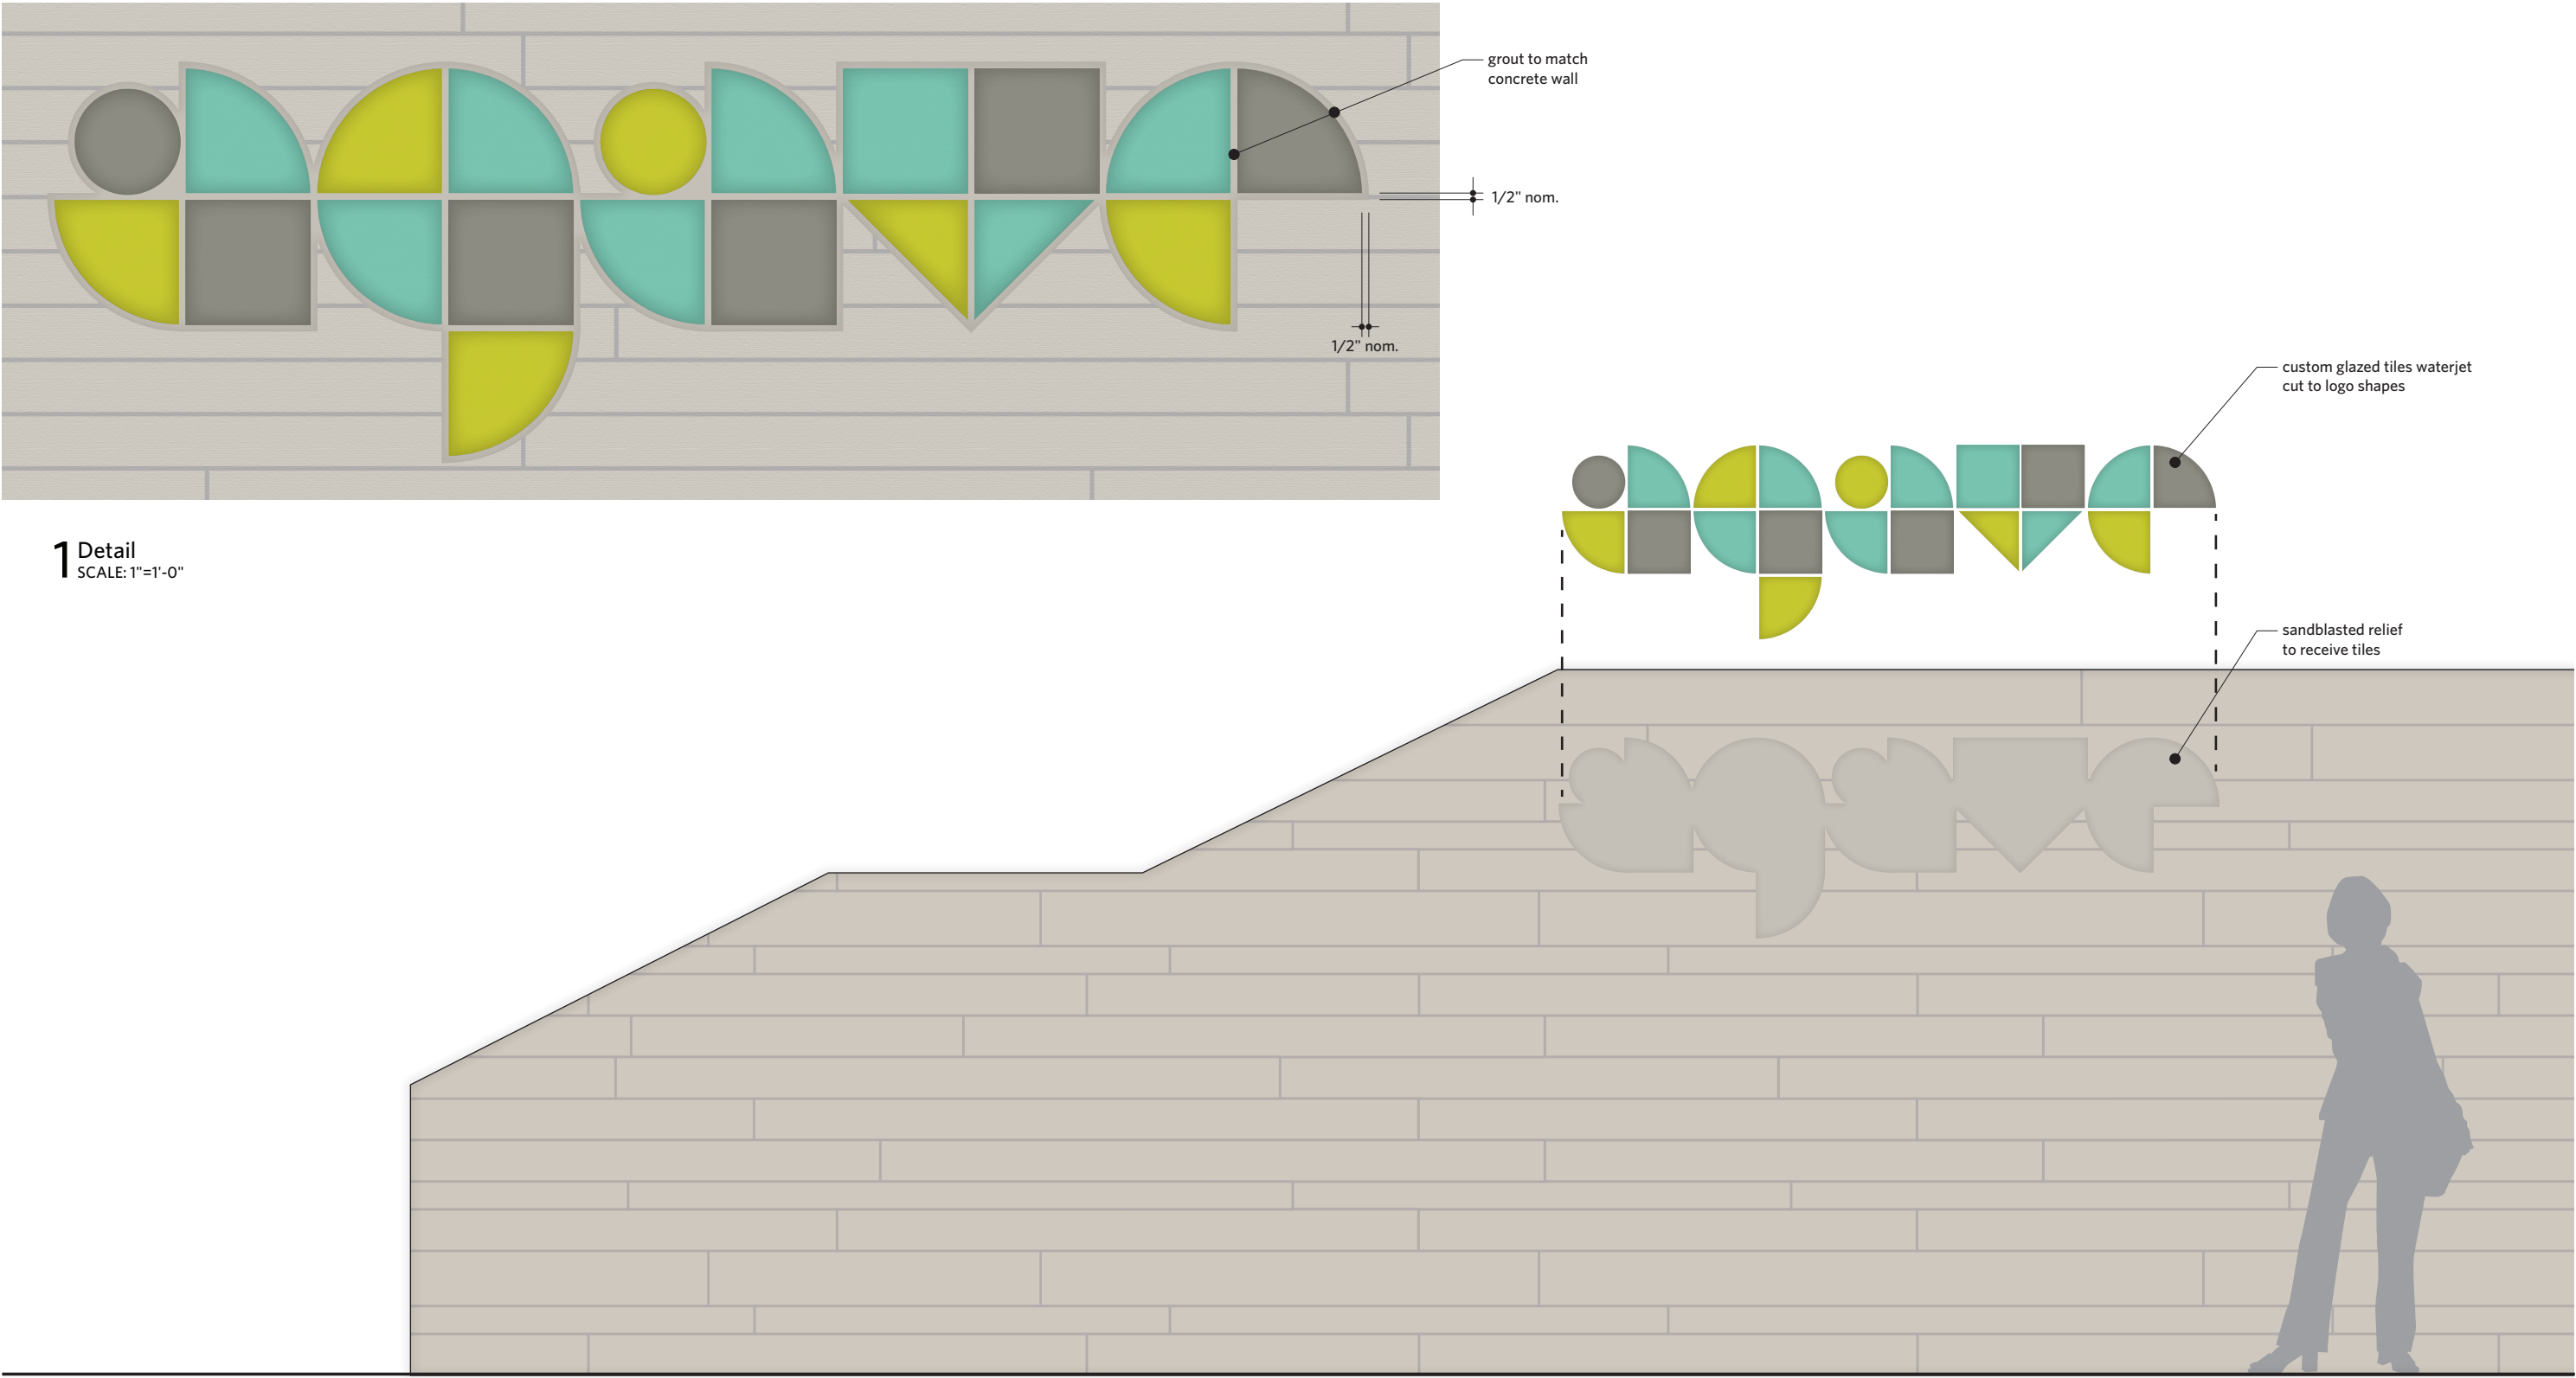 grout to match
concrete wall
1/2" nom.
1/2" nom.
custom glazed tiles waterjet
cut to logo shapes
1 Detail
SCALE: 1"=1'-0"
sandblasted relief
to receive tiles